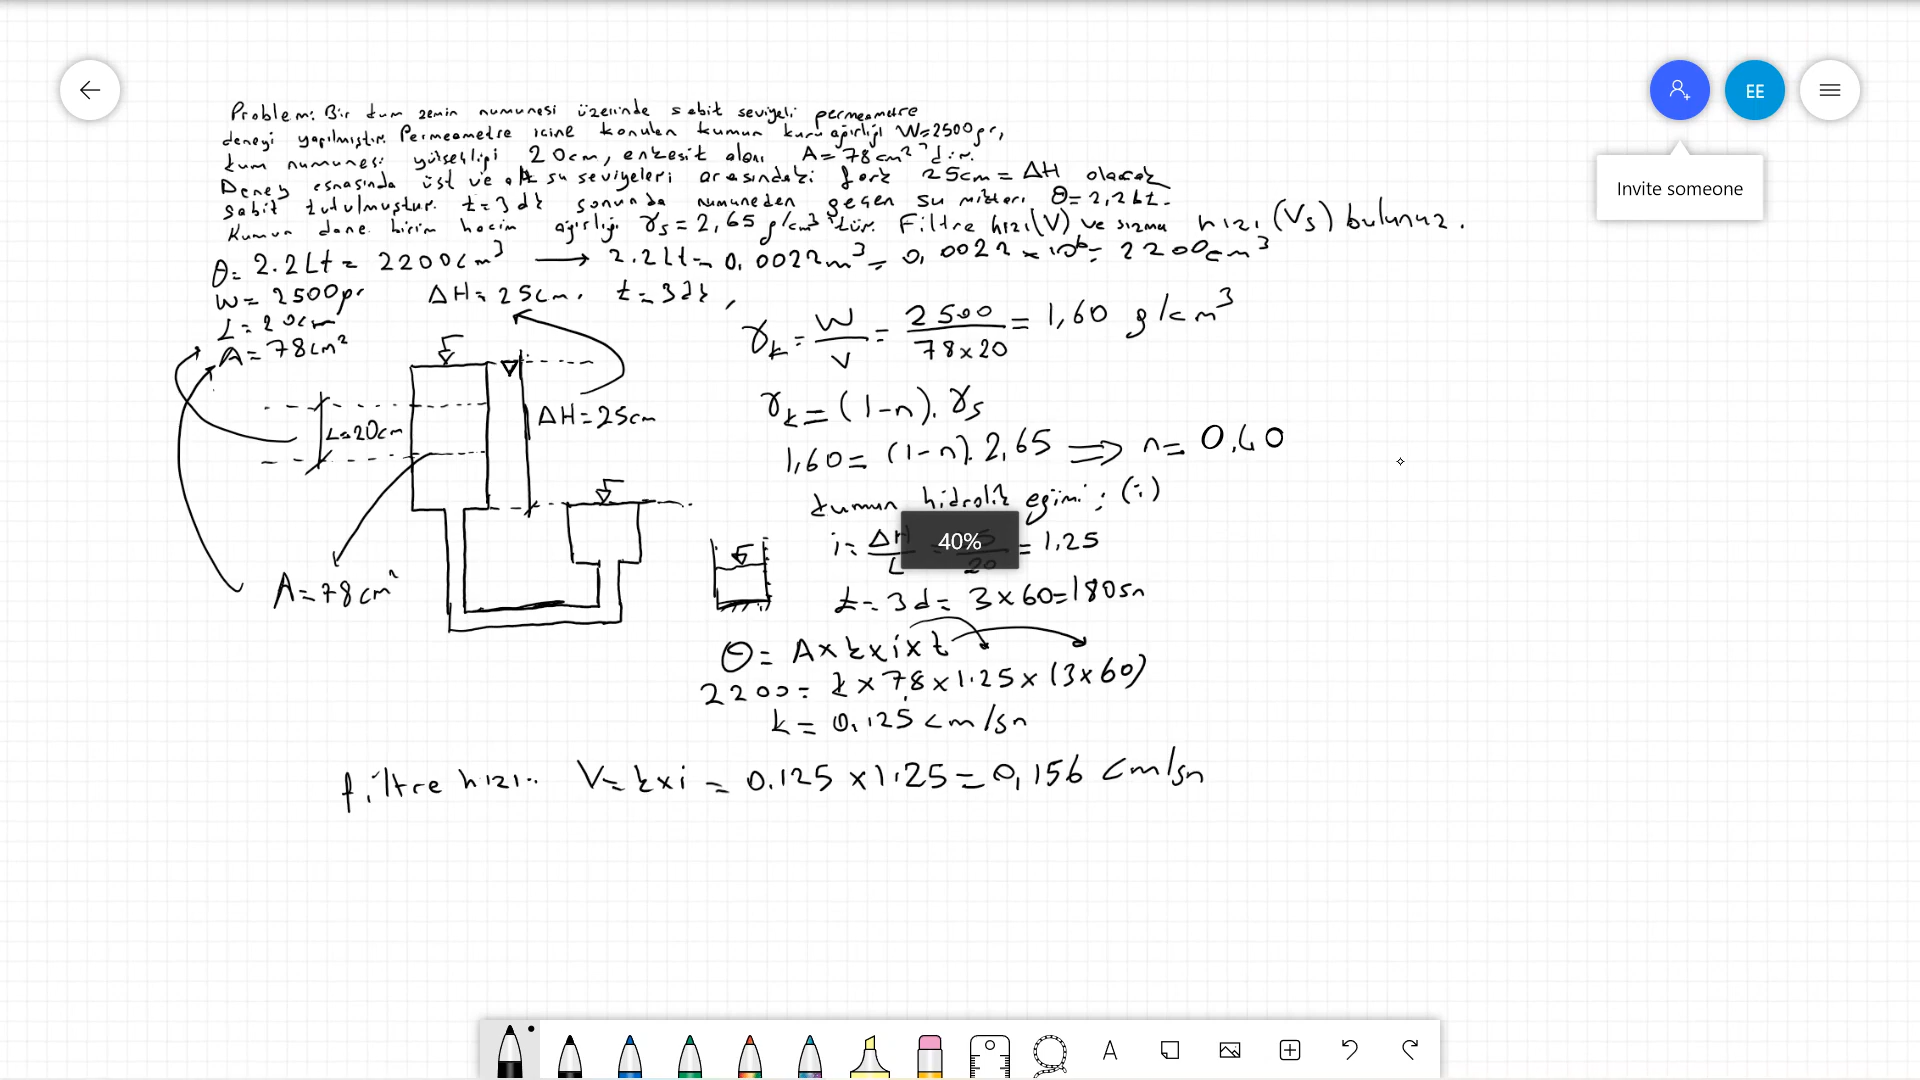 Problem: Bir kum zemin numunesi üzerinde sabit seviyeli permeametre
deneyi yapılmıştır. Permeametre içine konulan kumun kuru ağırlığı W=2500gr,
kum numunesi yüksekliği 20cm, enkesit alanı A=78cm² 'dir.
Deney esnasında üst ve alt su seviyeleri arasındaki fark 25cm=ΔH olarak
sabit tutulmuştur. t=3dk sonunda numuneden geçen su miktarı Θ=2,2Lt.
Kumun dane birim hacim ağırlığı γs=2,65 g/cm³ 'tür. Filtre hızı(V) ve sızma hızı (Vs) bulunuz.
Θ=2.2Lt=2200cm³ → 2.2Lt=0,0022m³=0,0022×10⁶=2200cm³
W=2500gr ΔH=25cm, t=3dk,
L=20cm
A=78cm²
ΔH=25cm
L=20cm
A=78cm²
γk=W/V=2500/78×20=1,60 g/cm³
γk=(1-n).γs
1,60=(1-n).2,65 ⇒ n=0,40
kumun hidrolik eğimi; (i)
i=ΔH/L = /20 =1.25
t=3d=3×60=180sn
Θ=A×k×i×t
2200=k×78×1.25×(3×60)
k=0,125 cm/sn
filtre hızı.. V=k×i=0.125×1.25=0,156 cm/sn
40%
EE
Invite someone
A